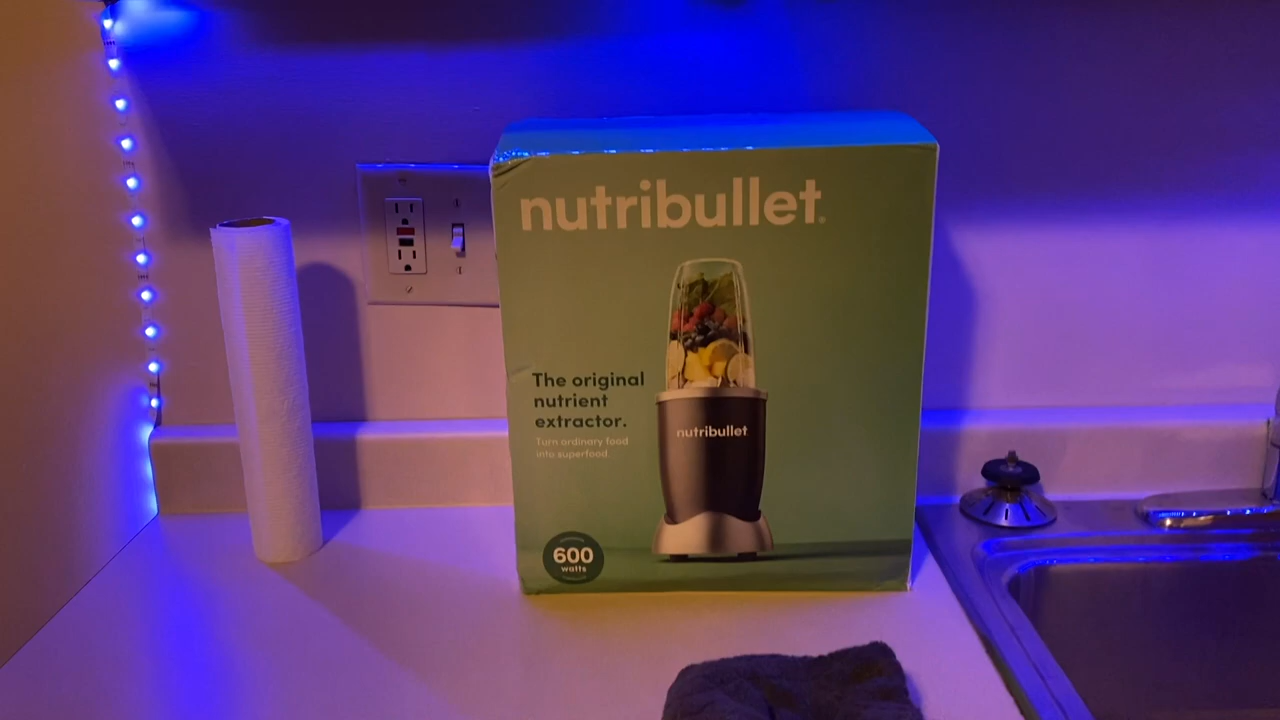 nutribullet®
The original
nutrient
extractor.
Turn ordinary food
into superfood.
nutribullet
600
watts